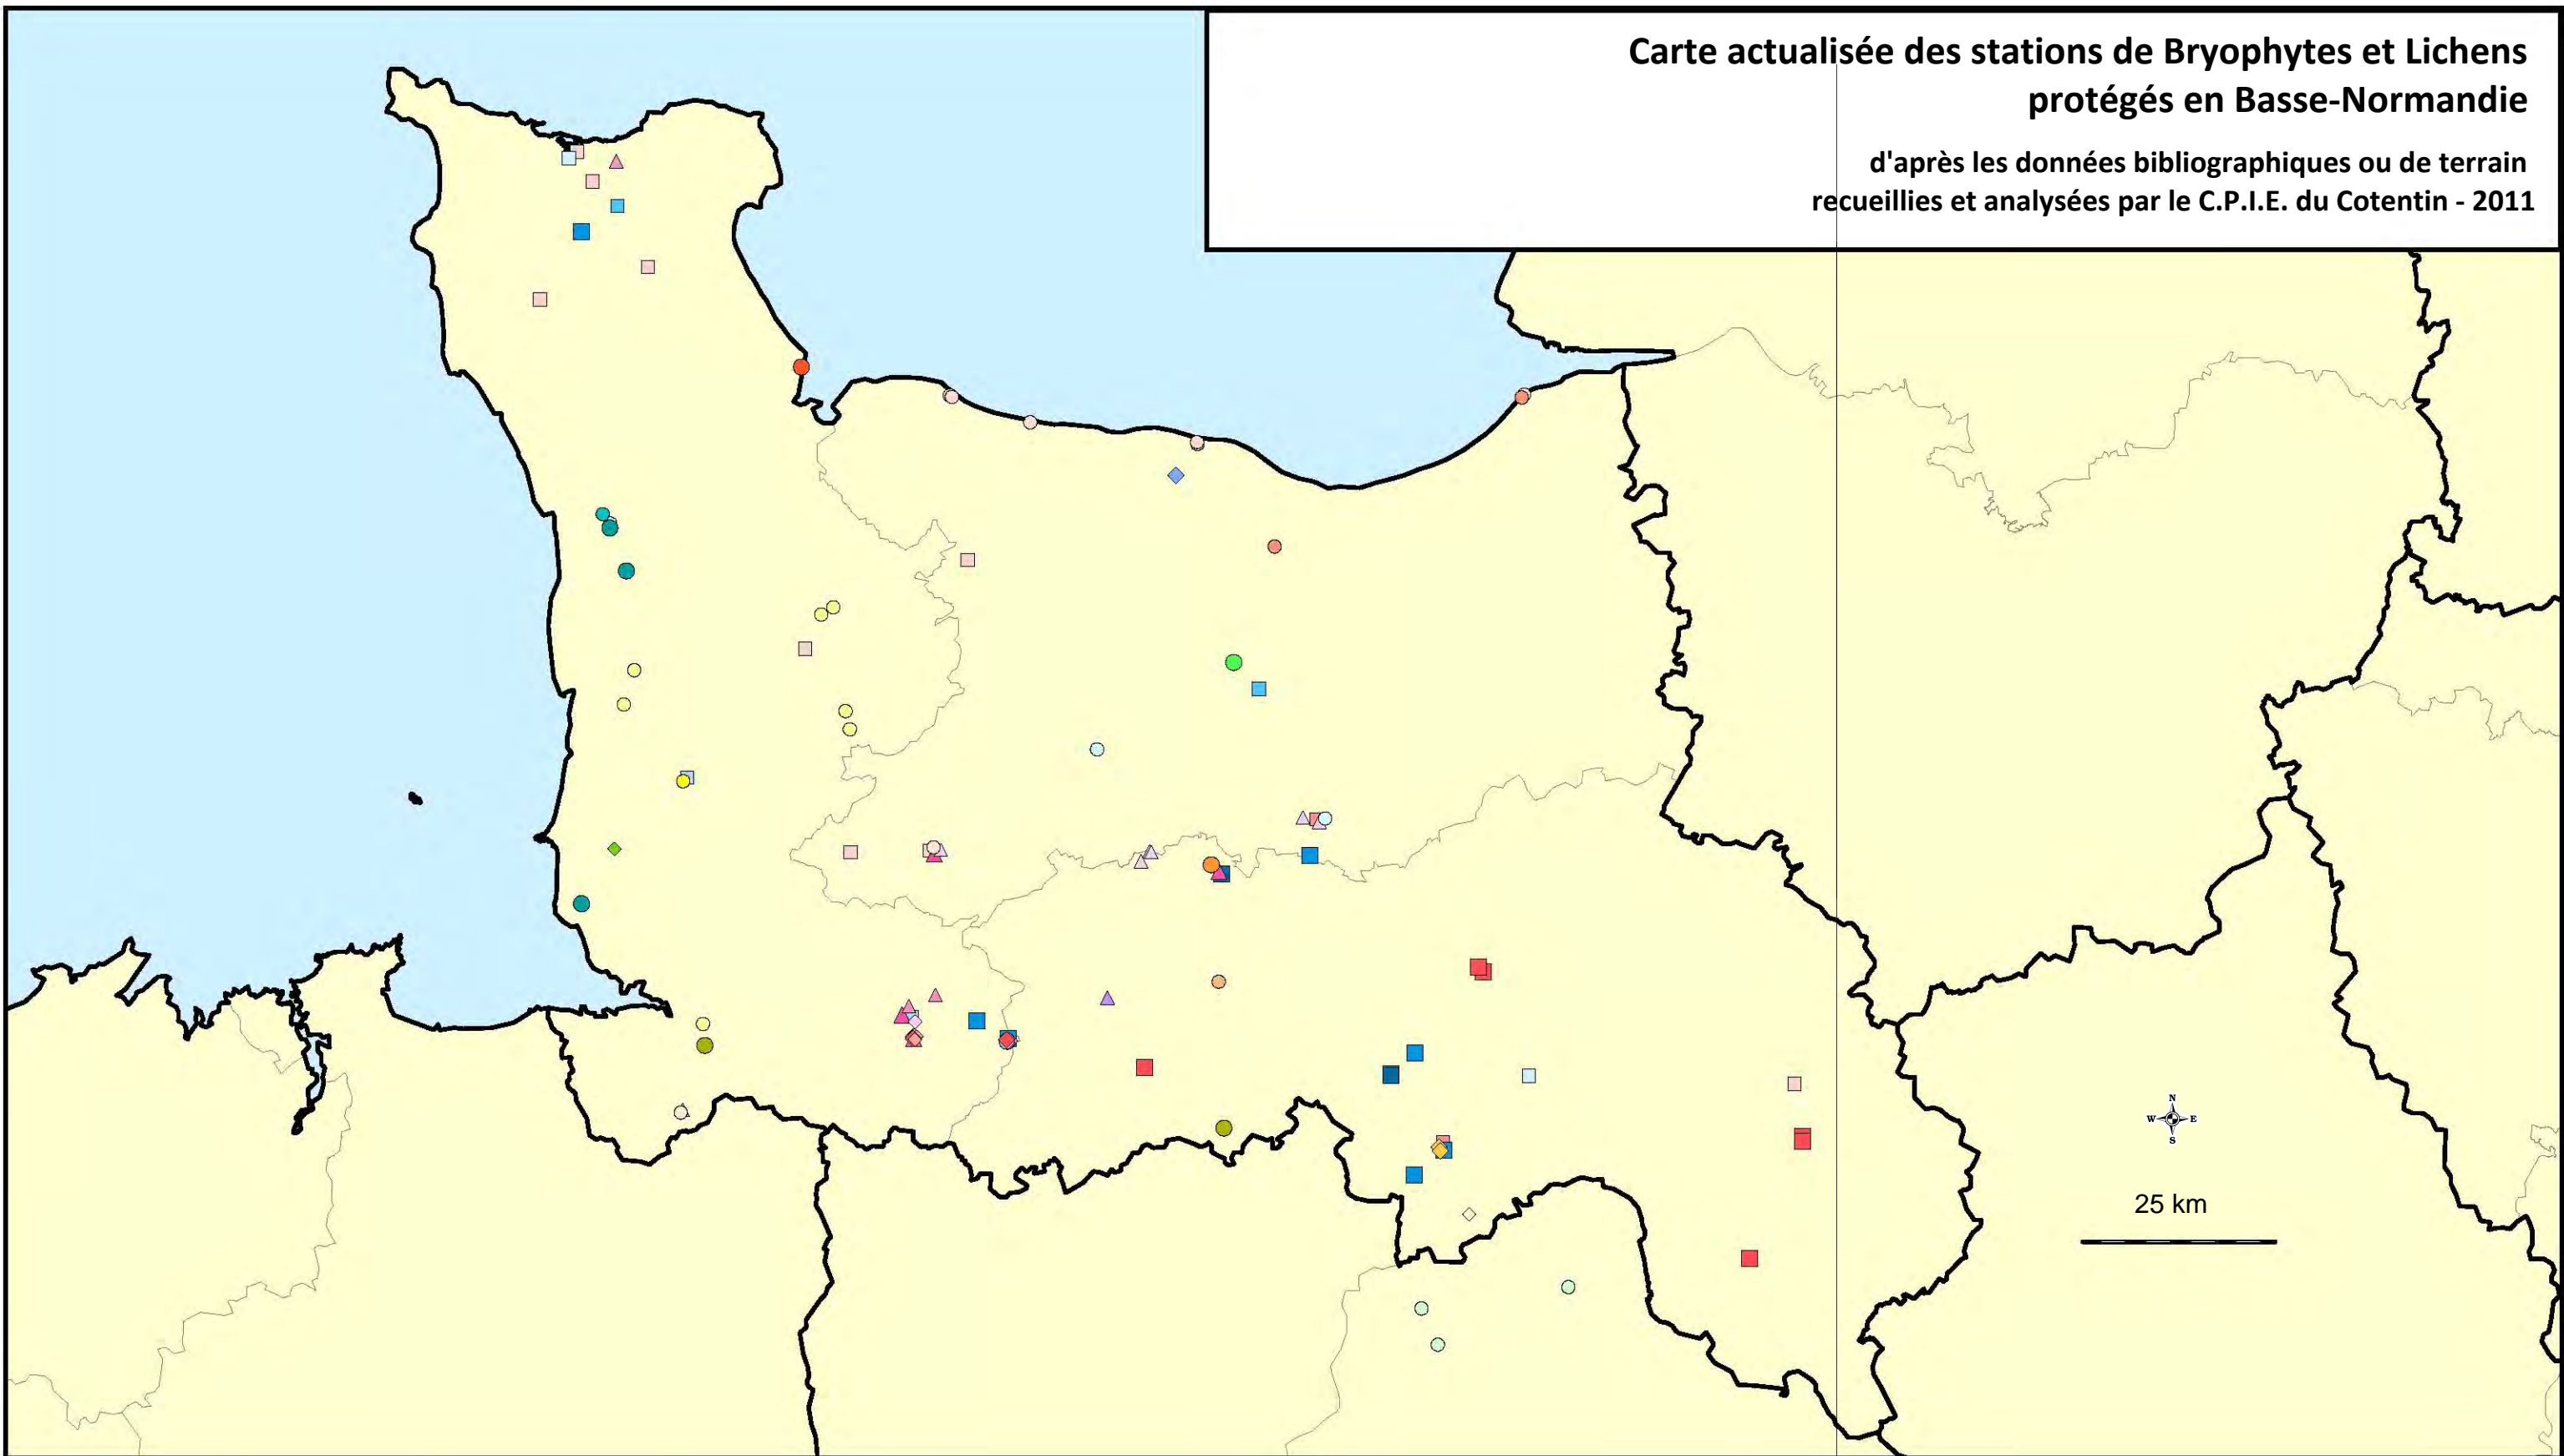 Carte actualisée des stations de Bryophytes et Lichens
protégés en Basse-Normandie
d'après les données bibliographiques ou de terrain
recueillies et analysées par le C.P.I.E. du Cotentin - 2011
N
W E
S
25 km